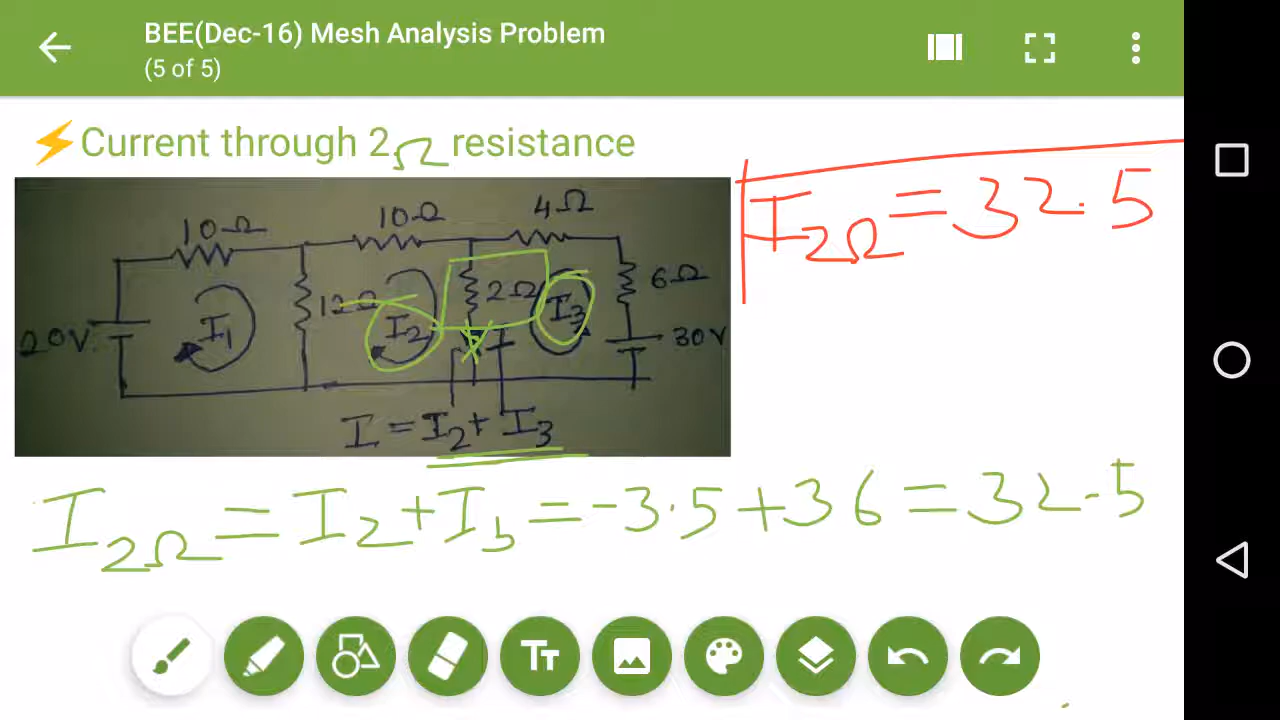 BEE(Dec-16) Mesh Analysis Problem
(5 of 5)
⚡Current through 2Ω resistance
I2Ω = 32.5
10Ω
10Ω
4Ω
20V
I1
12Ω
I2
2Ω
I3
6Ω
30V
I = I2 + I3
I2Ω = I2 + I3 = -3.5 + 36 = 32.5
TT